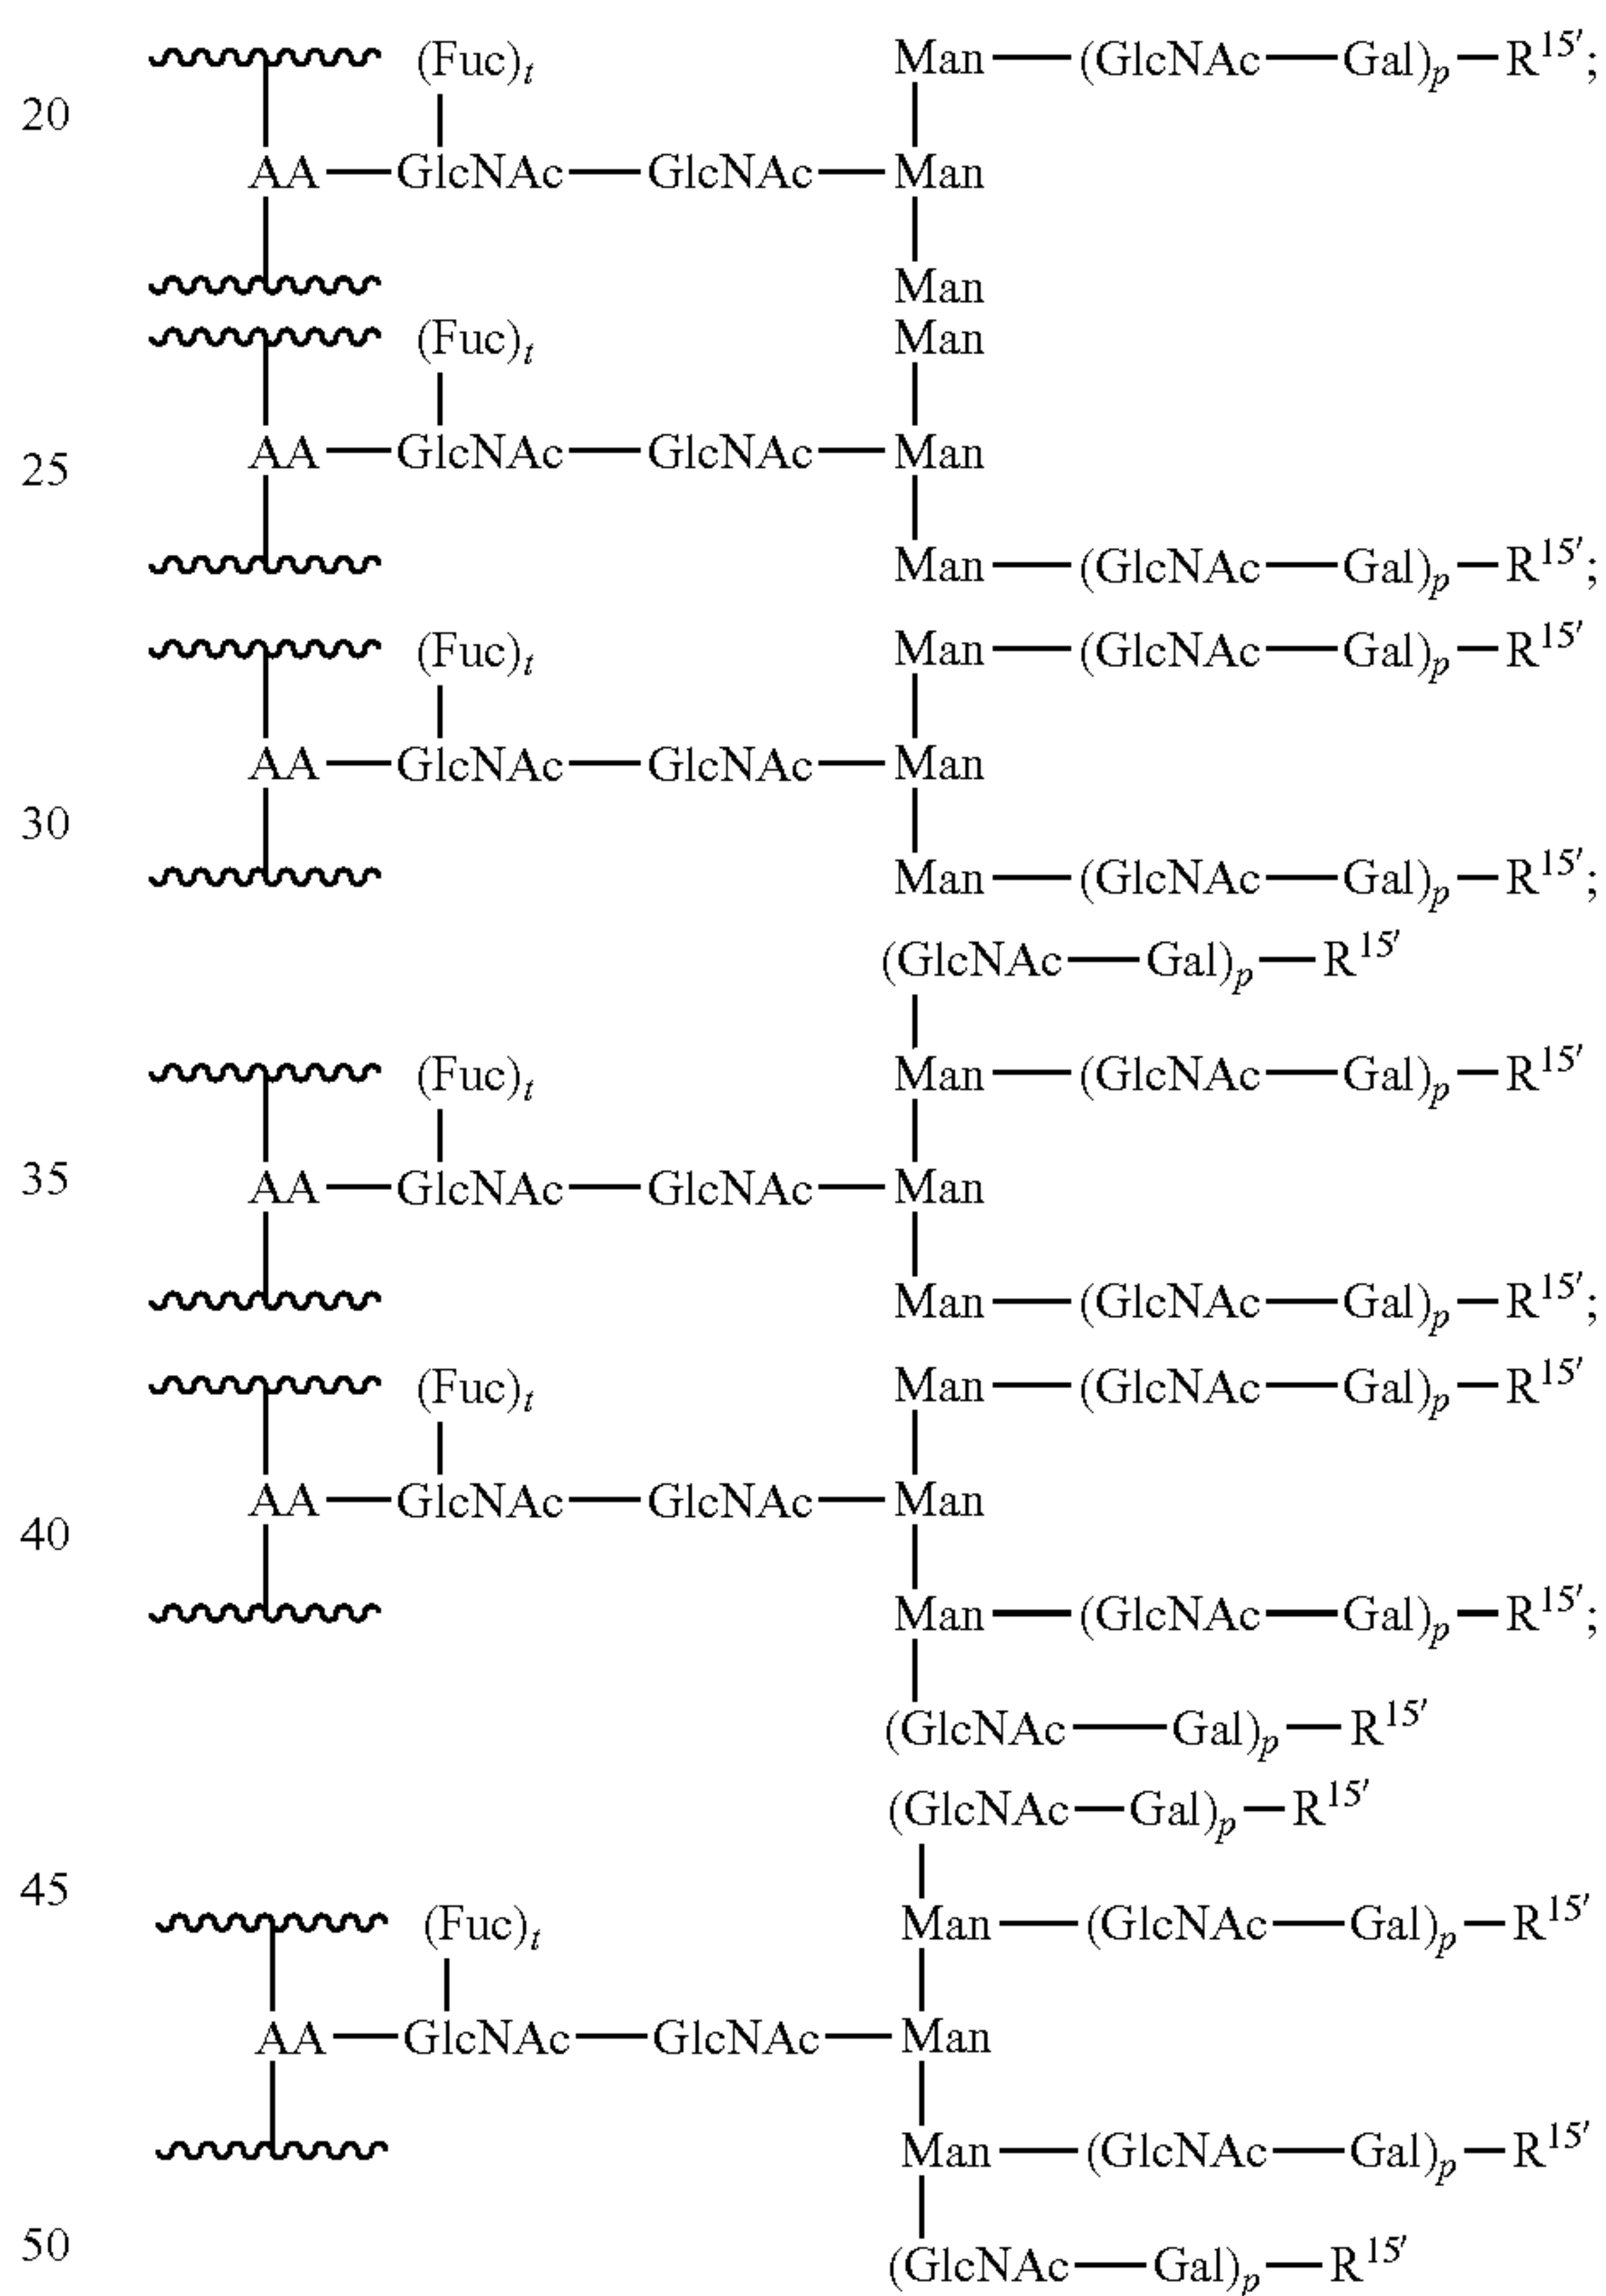 (Fuc)t Man—(GlcNAc—Gal)p—R15′;
20
AA—GlcNAc—GlcNAc—Man
Man
(Fuc)t Man
AA—GlcNAc—GlcNAc—Man
25
Man—(GlcNAc—Gal)p—R15′;
(Fuc)t Man—(GlcNAc—Gal)p—R15′
AA—GlcNAc—GlcNAc—Man
30
Man—(GlcNAc—Gal)p—R15′;
(GlcNAc—Gal)p—R15′
(Fuc)t Man—(GlcNAc—Gal)p—R15′
35
AA—GlcNAc—GlcNAc—Man
Man—(GlcNAc—Gal)p—R15′;
(Fuc)t Man—(GlcNAc—Gal)p—R15′
AA—GlcNAc—GlcNAc—Man
40
Man—(GlcNAc—Gal)p—R15′;
(GlcNAc—Gal)p—R15′
(GlcNAc—Gal)p—R15′
45
(Fuc)t Man—(GlcNAc—Gal)p—R15′
AA—GlcNAc—GlcNAc—Man
Man—(GlcNAc—Gal)p—R15′
50
(GlcNAc—Gal)p—R15′